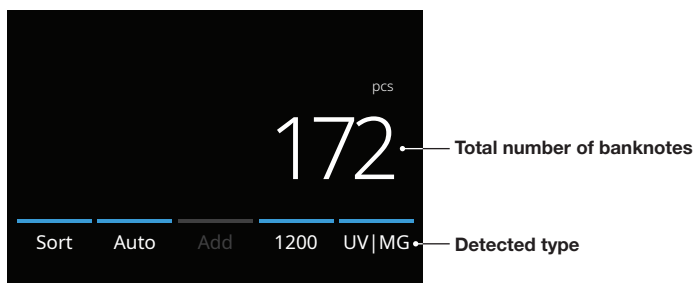 pcs
172
Total number of banknotes
Sort Auto Add 1200 UV|MG
Detected type